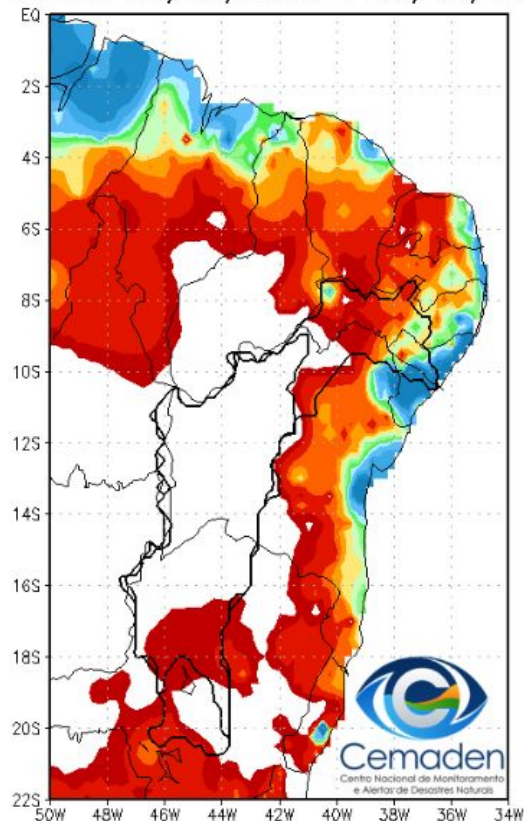 EQ
2S
4S
6S
8S
10S
12S
14S
16S
18S
20S
22S
50W 48W 46W 44W 42W 40W 38W 36W 34W
Cemaden
Centro Nacional de Monitoramento
e Alertas de Desastres Naturais